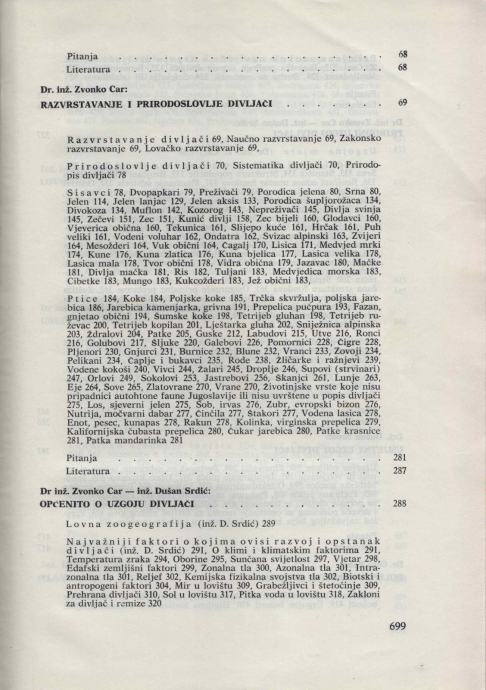 Pitanja . . . . . . . . . . . . . . . . 68
Literatura . . . . . . . . . . . . . . . . 68
Dr. inž. Zvonko Car:
RAZVRSTAVANJE I PRIRODOSLOVLJE DIVLJAČI . . . . . . 69
Razvrstavanje divljači 69, Naučno razvrstavanje 69, Zakonsko
razvrstavanje 69, Lovačko razvrstavanje 69,
Prirodoslovlje divljači 70, Sistematika divljači 70, Prirodo-
pis divljači 78
Sisavci 78, Dvopapkari 79, Preživači 79, Porodica jelena 80, Srna 80,
Jelen 114, Jelen lanjac 129, Jelen aksis 133, Porodica šupljorožaca 134,
Divokoza 134, Muflon 142, Kozorog 143, Nepreživači 145, Divlja svinja
145, Zečevi 151, Zec 151, Kunić divlji 158, Zec bijeli 160, Glodavci 160,
Vjeverica obična 160, Tekunica 161, Slijepo kuće 161, Hrčak 161, Puh
veliki 161, Vodeni voluhar 162, Ondatra 162, Svizac alpinski 163, Zvijeri
164, Mesožderi 164, Vuk obični 164, Čagalj 170, Lisica 171, Medvjed mrki
174, Kune 176, Kuna zlatica 176, Kuna bjelica 177, Lasica velika 178,
Lasica mala 178, Tvor obični 178, Vidra obična 179, Jazavac 180, Mačke
181, Divlja mačka 181, Ris 182, Tuljani 183, Medvjedica morska 183,
Cibetke 183, Mungo 183, Kukcožderi 183, Jež obični 183,
Ptice 184, Koke 184, Poljske koke 185, Trčka skvržulja, poljska jare-
bica 186, Jarebica kamenjarka, grivna 191, Prepelica pućpura 193, Fazan,
gnjetao obični 194, Šumske koke 198, Tetrijeb gluhan 198, Tetrijeb ru-
ževac 200, Tetrijeb kopilan 201, Lještarka gluha 202, Snježnica alpinska
203, Ždralovi 204, Patke 205, Guske 212, Labudovi 215, Utve 216, Ronci
216, Golubovi 217, Šljuke 220, Galebovi 226, Pomornici 228, Čigre 228,
Pljenori 230, Gnjurci 231, Burnice 232, Blune 232, Vranci 233, Zovoji 234,
Pelikani 234, Čaplje i bukavci 235, Rode 238, Žličarke i ražnjevi 239,
Vodene kokoši 240, Vivci 244, Žalari 245, Droplje 246, Supovi (strvinari)
247, Orlovi 249, Sokolovi 253, Jastrebovi 256, Škanjci 261, Lunje 263,
Eje 264, Sove 265, Zlatovrane 270, Vrane 270, Životinjske vrste koje nisu
pripadnici autohtone faune Jugoslavije ili nisu uvrštene u popis divljači
275, Los, sjeverni jelen 275, Sob, irvas 276, Zubr, evropski bizon 276,
Nutrija, močvarni dabar 277, Činčila 277, Štakori 277, Vodena lasica 278,
Enot, pesec, kunapas 278, Rakun 278, Kolinka, virginska prepelica 279,
Kalifornijska čubasta prepelica 280, Čukar jarebica 280, Patke krasnice
281, Patka mandarinka 281
Pitanja . . . . . . . . . . . . . . . . 281
Literatura . . . . . . . . . . . . . . . . 287
Dr inž. Zvonko Car — inž. Dušan Srdić:
OPĆENITO O UZGOJU DIVLJAČI . . . . . . . . . . . 288
Lovna zoogeografija (inž. D. Srdić) 289
Najvažniji faktori o kojima ovisi razvoj i opstanak
divljači (inž. D. Srdić) 291, O klimi i klimatskim faktorima 291,
Temperatura zraka 294, Oborine 295, Sunčana svijetlost 297, Vjetar 298,
Edafski zemljišni faktori 299, Zonalna tla 300, Azonalna tla 301, Intra-
zonalna tla 301, Reljef 302, Kemijska fizikalna svojstva tla 302, Biotski i
antropogeni faktori 304, Mir u lovištu 309, Grabežljivci i štetočinje 309,
Prehrana divljači 310, Sol u lovištu 317, Pitka voda u lovištu 318, Zakloni
za divljač i remize 320
699